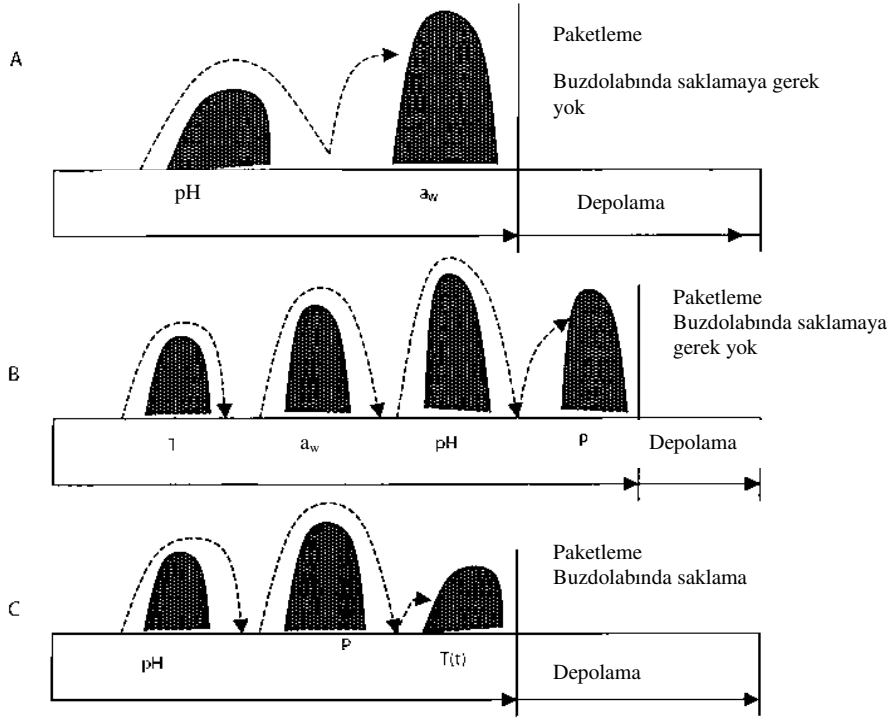 A
Paketleme
Buzdolabında saklamaya gerek
yok
pH
a_w
Depolama
B
Paketleme
Buzdolabında saklamaya
gerek yok
a_w
pH
p
Depolama
C
Paketleme
Buzdolabında saklama
pH
P
T(t)
Depolama